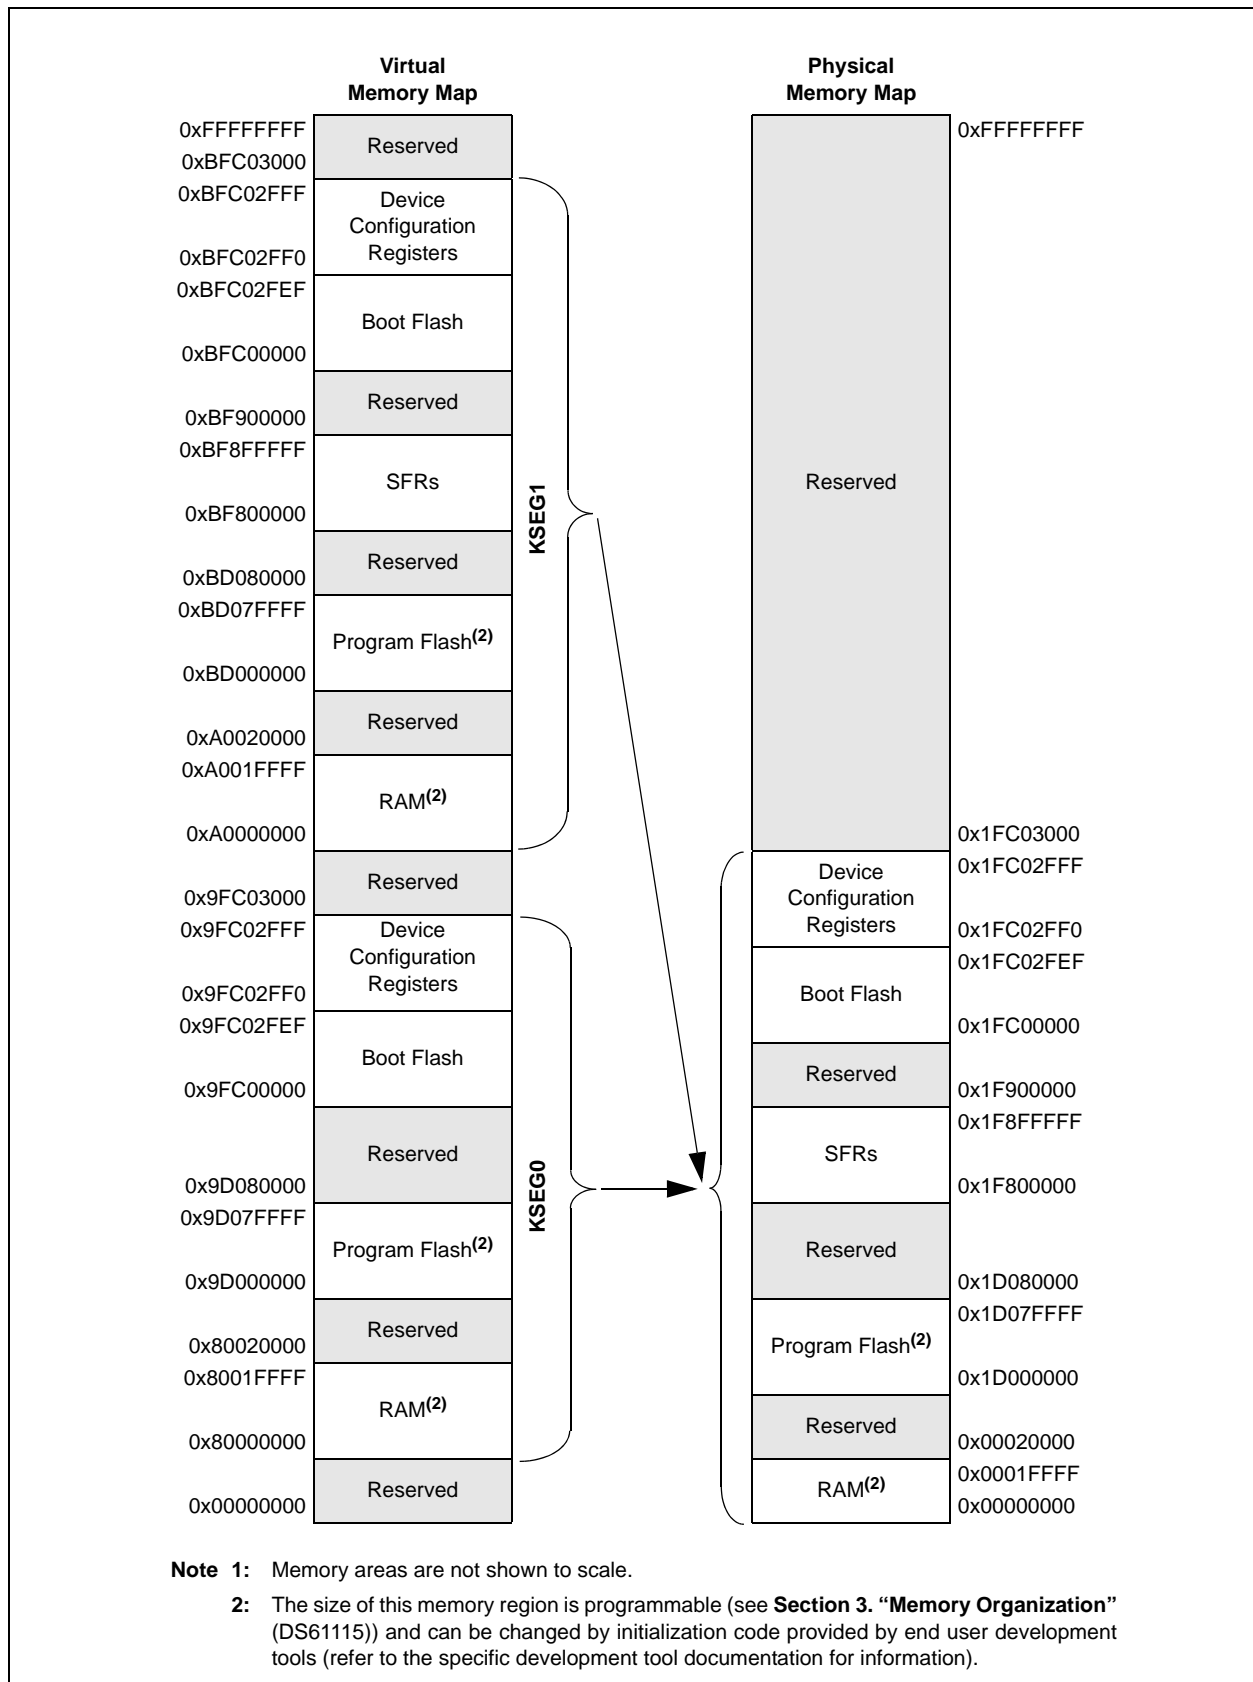 Virtual
Memory Map
0xFFFFFFFF
0xBFC03000
0xBFC02FFF
0xBFC02FF0
0xBFC02FEF
0xBFC00000
0xBF900000
0xBF8FFFFF
0xBF800000
0xBD080000
0xBD07FFFF
0xBD000000
0xA0020000
0xA001FFFF
0xA0000000
0x9FC03000
0x9FC02FFF
0x9FC02FF0
0x9FC02FEF
0x9FC00000
0x9D080000
0x9D07FFFF
0x9D000000
0x80020000
0x8001FFFF
0x80000000
0x00000000
Reserved
Device
Configuration
Registers
Boot Flash
Reserved
SFRs
Reserved
Program Flash(2)
Reserved
RAM(2)
Reserved
Device
Configuration
Registers
Boot Flash
Reserved
Program Flash(2)
Reserved
RAM(2)
Reserved
KSEG1
KSEG0
Physical
Memory Map
Reserved
Device
Configuration
Registers
Boot Flash
Reserved
SFRs
Reserved
Program Flash(2)
Reserved
RAM(2)
0xFFFFFFFF
0x1FC03000
0x1FC02FFF
0x1FC02FF0
0x1FC02FEF
0x1FC00000
0x1F900000
0x1F8FFFFF
0x1F800000
0x1D080000
0x1D07FFFF
0x1D000000
0x00020000
0x0001FFFF
0x00000000
Note 1: Memory areas are not shown to scale.
2: The size of this memory region is programmable (see Section 3. “Memory Organization”
(DS61115)) and can be changed by initialization code provided by end user development
tools (refer to the specific development tool documentation for information).